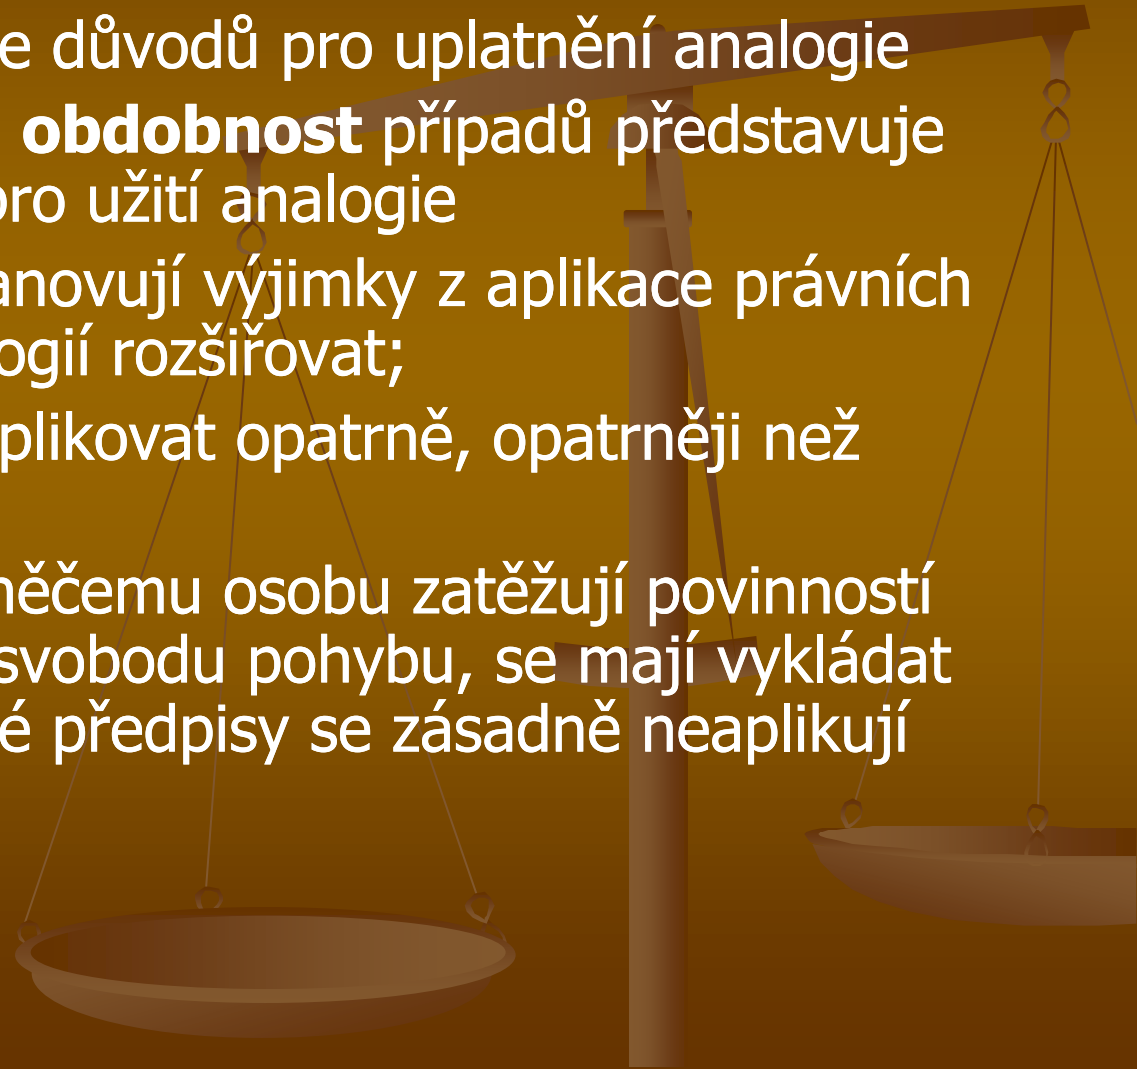 e důvodů pro uplatnění analogie
obdobnost případů představuje
pro užití analogie
anovují výjimky z aplikace právních
ogií rozšiřovat;
plikovat opatrně, opatrněji než
něčemu osobu zatěžují povinností
svobodu pohybu, se mají vykládat
é předpisy se zásadně neaplikují